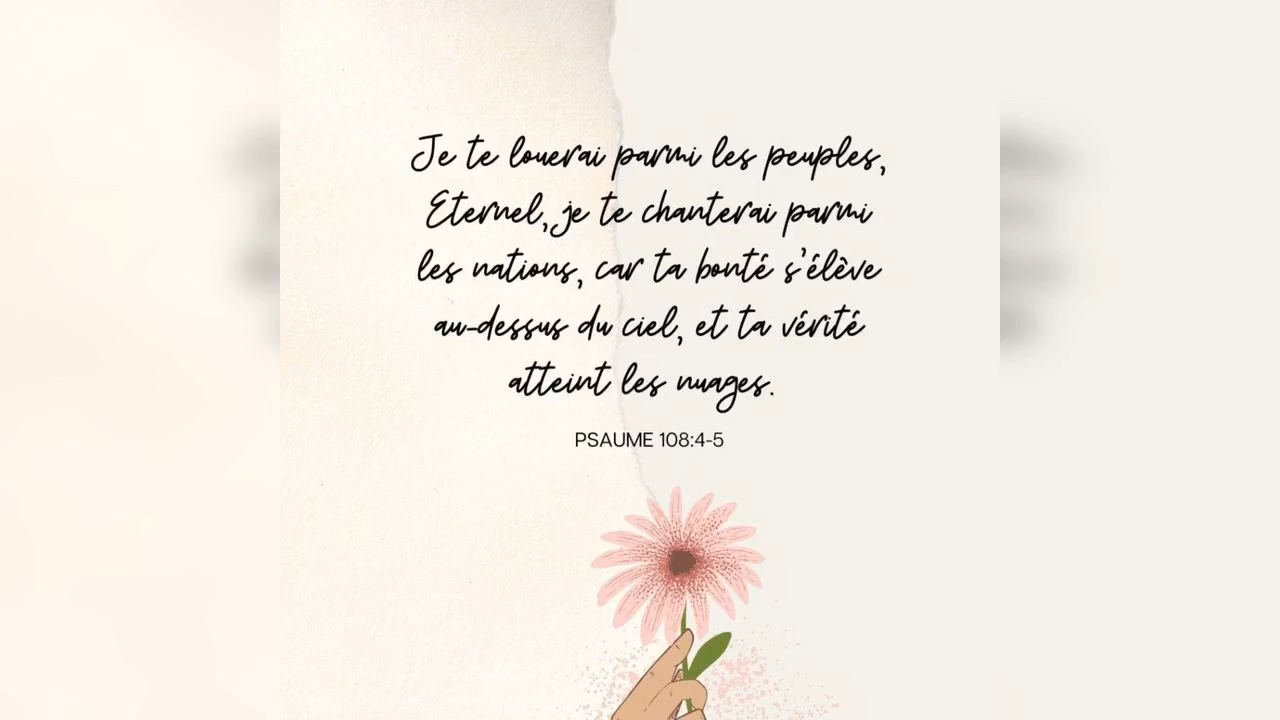 Je te louerai parmi les peuples,
Eternel, je te chanterai parmi
les nations, car ta bonté s'élève
au-dessus du ciel, et ta vérité
atteint les nuages.
PSAUME 108:4-5